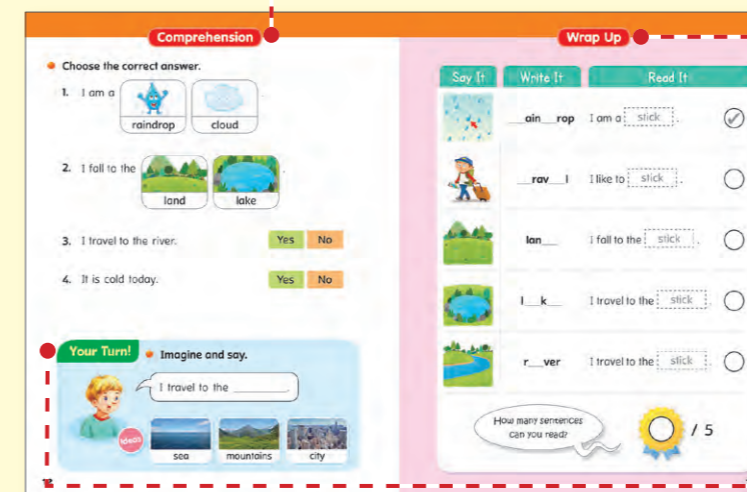 Comprehension
Choose the correct answer.
1. I am a
raindrop cloud
2. I fall to the
land lake
3. I travel to the river. Yes No
4. It is cold today. Yes No
Your Turn!
Imagine and say.
I travel to the ________.
Ideas
sea mountains city
Wrap Up
Say It Write It Read It
__ain__rop I am a stick.
__rav__l I like to stick.
lan__ I fall to the stick.
l__k__ I travel to the stick.
r__ver I travel to the stick.
How many sentences
can you read?
/ 5